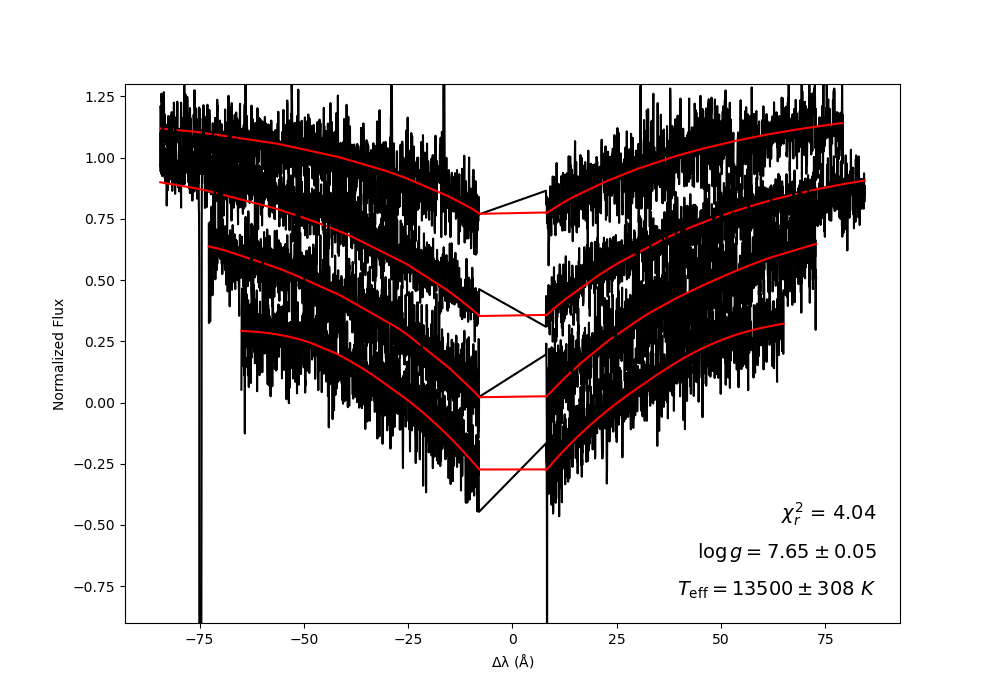 1.25
1.00
0.75
0.50
0.25
0.00
−0.25
−0.50
−0.75
Normalized Flux
χ²ᵣ = 4.04
log g = 7.65 ± 0.05
T_eff = 13500 ± 308 K
−75 −50 −25 0 25 50 75
Δλ (Å)